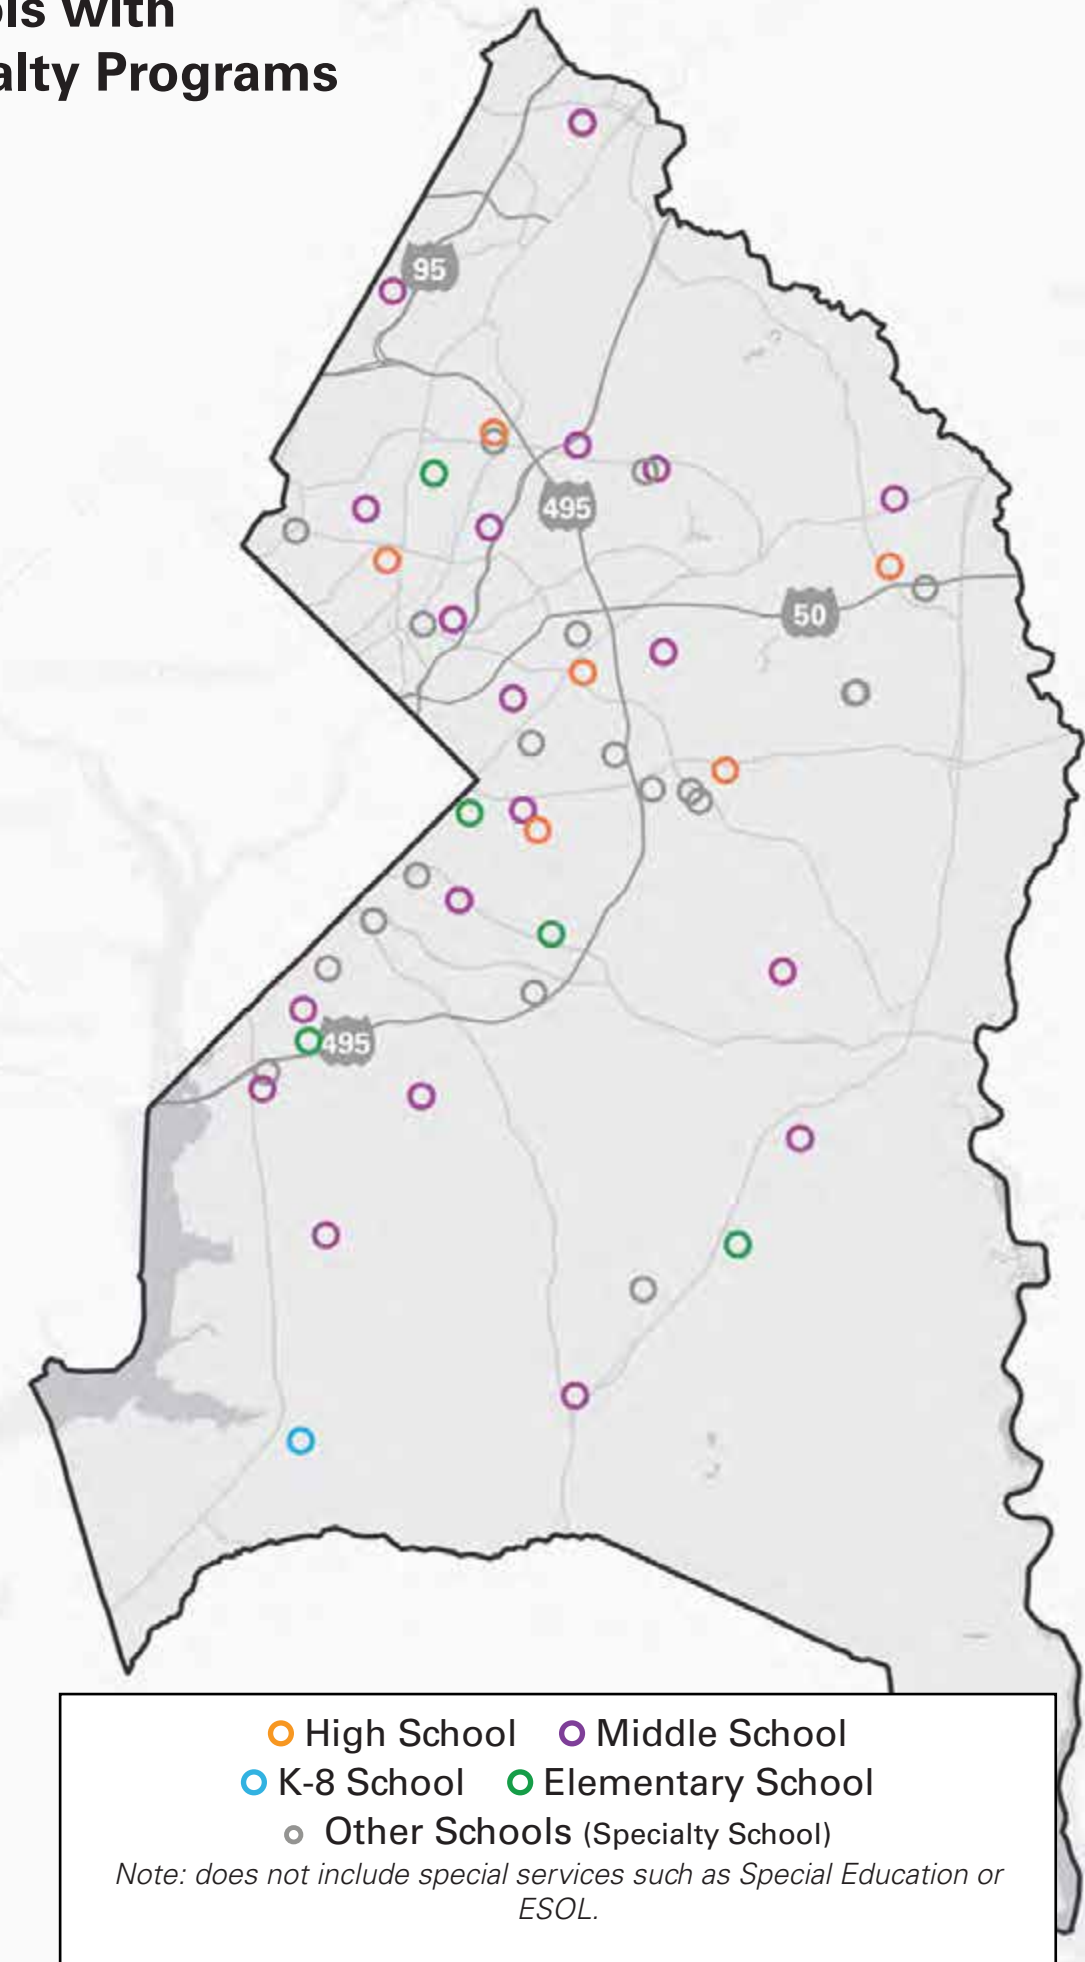 with
Programs
95
495
50
495
High School Middle School
K-8 School Elementary School
Other Schools (Specialty School)
Note: does not include special services such as Special Education or
ESOL.